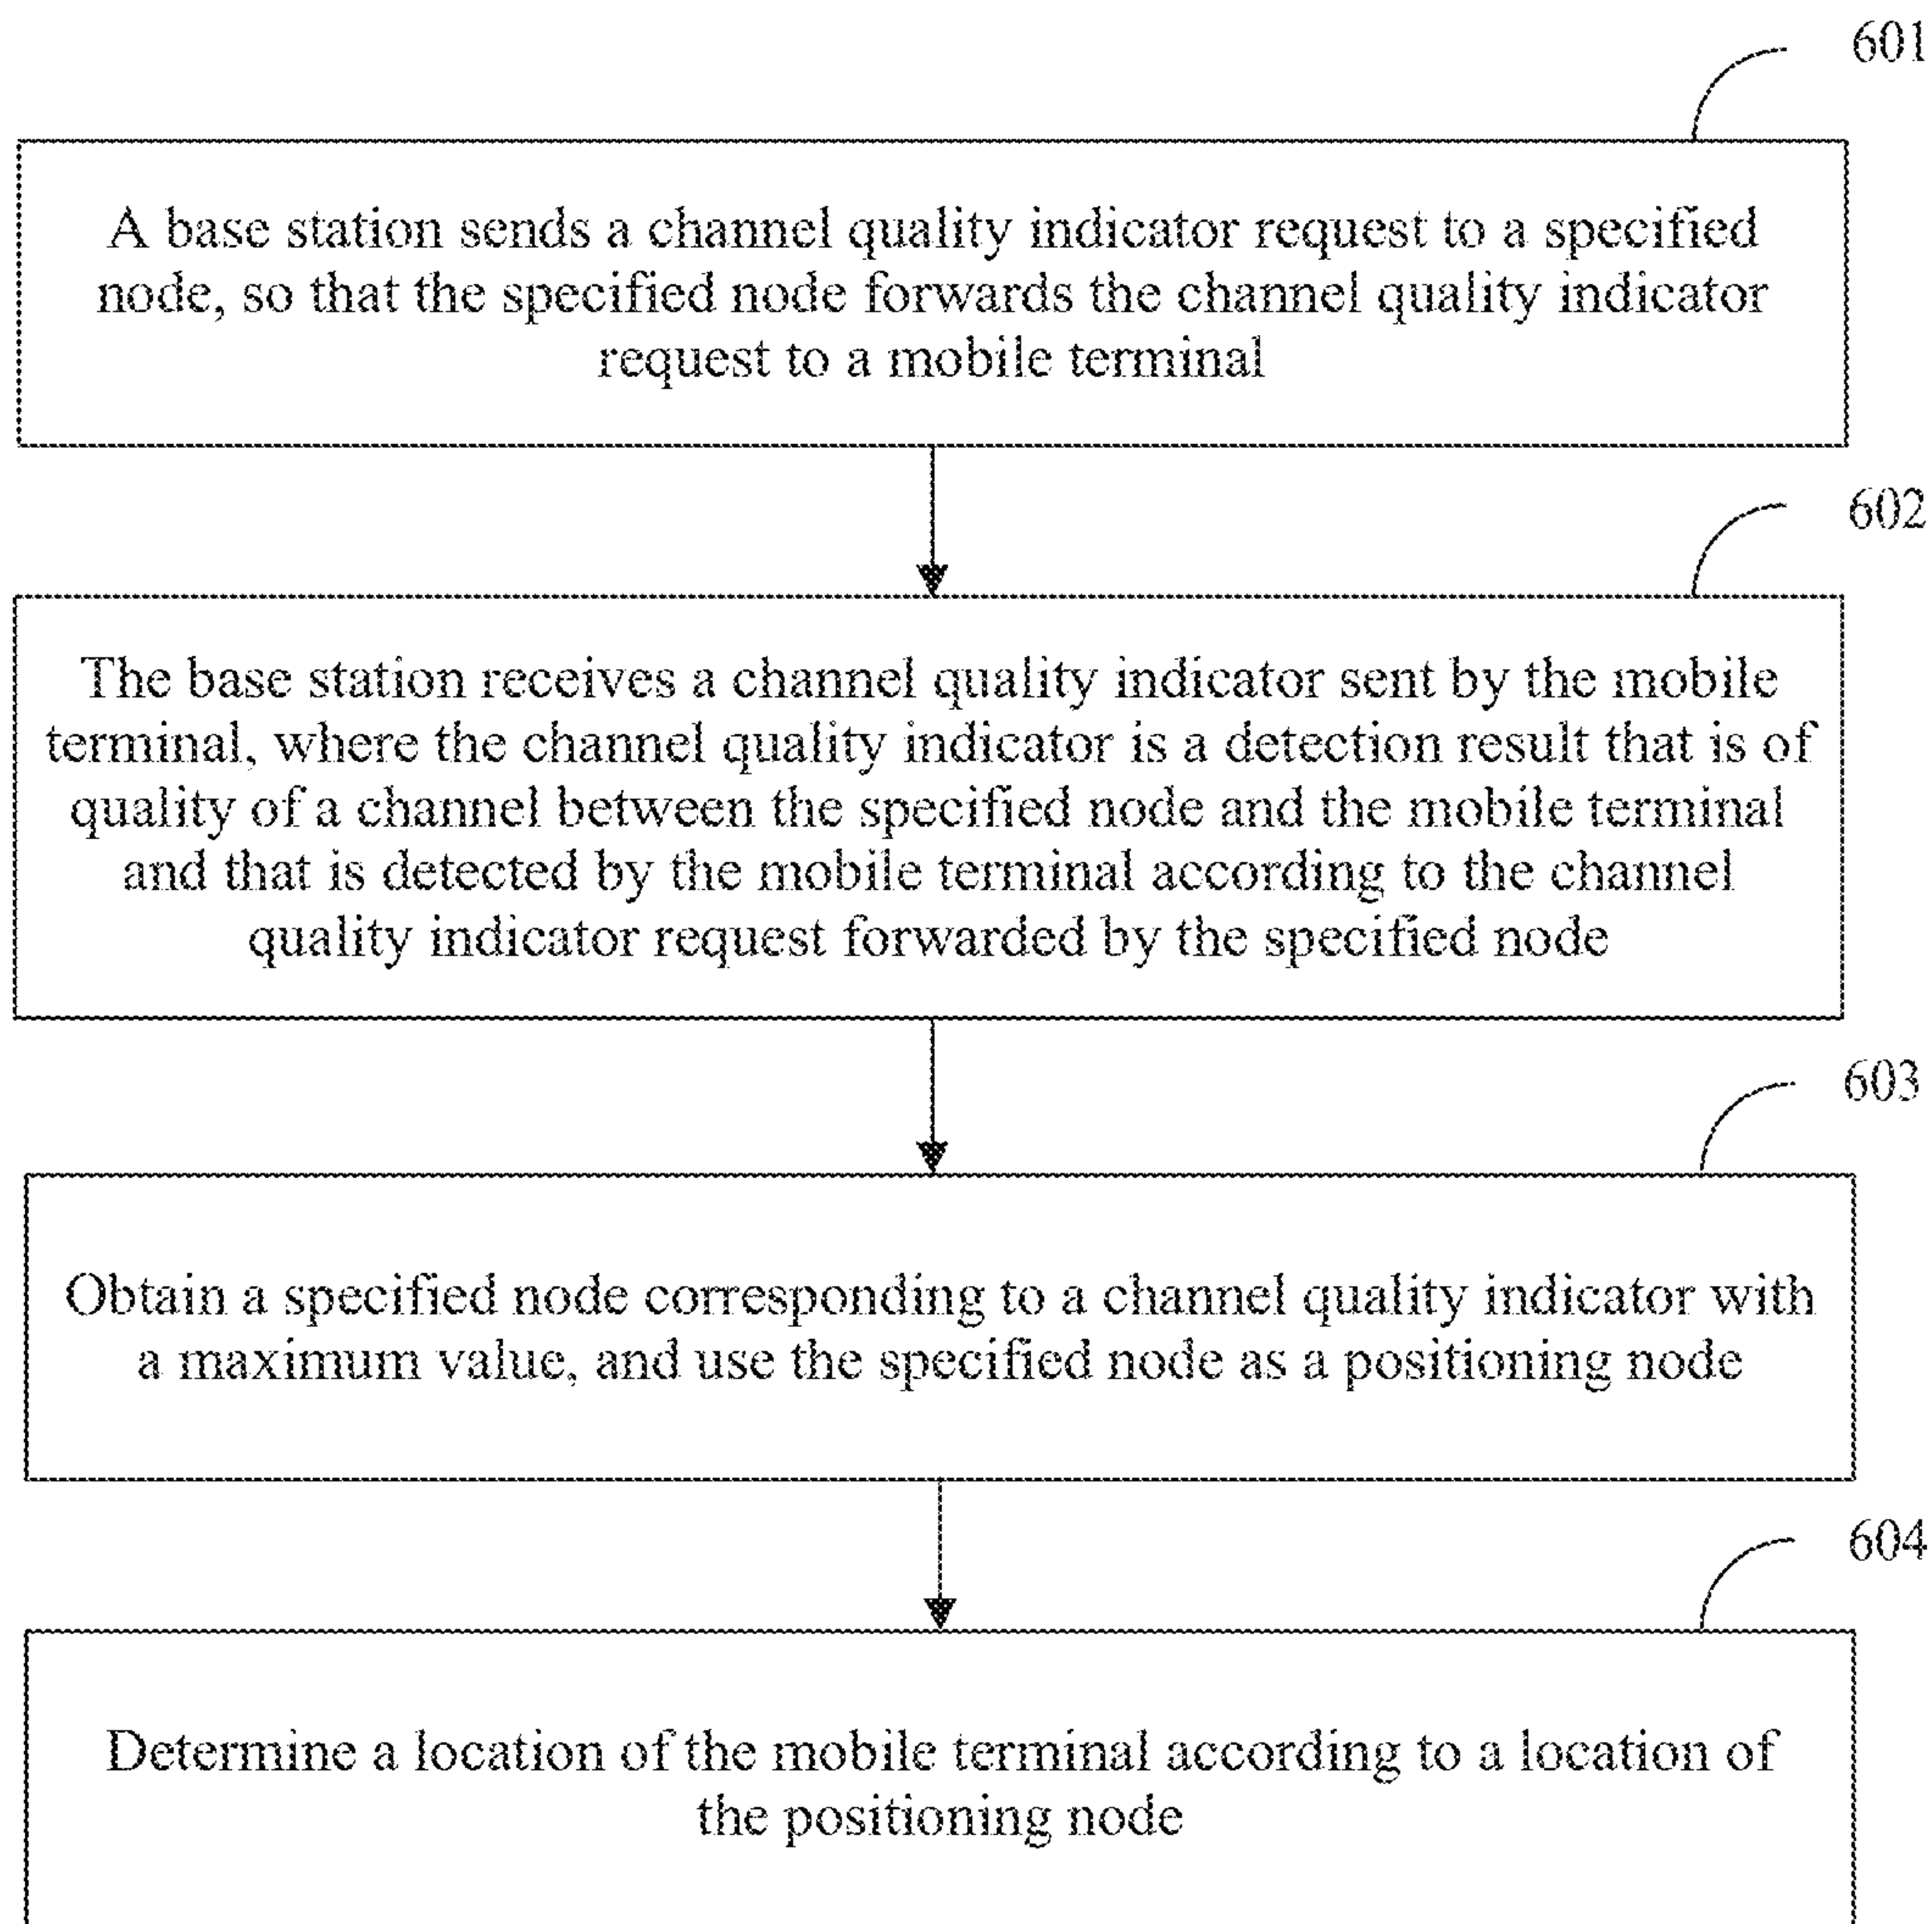 601
A base station sends a channel quality indicator request to a specified
node, so that the specified node forwards the channel quality indicator
request to a mobile terminal
602
The base station receives a channel quality indicator sent by the mobile
terminal, where the channel quality indicator is a detection result that is of
quality of a channel between the specified node and the mobile terminal
and that is detected by the mobile terminal according to the channel
quality indicator request forwarded by the specified node
603
Obtain a specified node corresponding to a channel quality indicator with
a maximum value, and use the specified node as a positioning node
604
Determine a location of the mobile terminal according to a location of
the positioning node